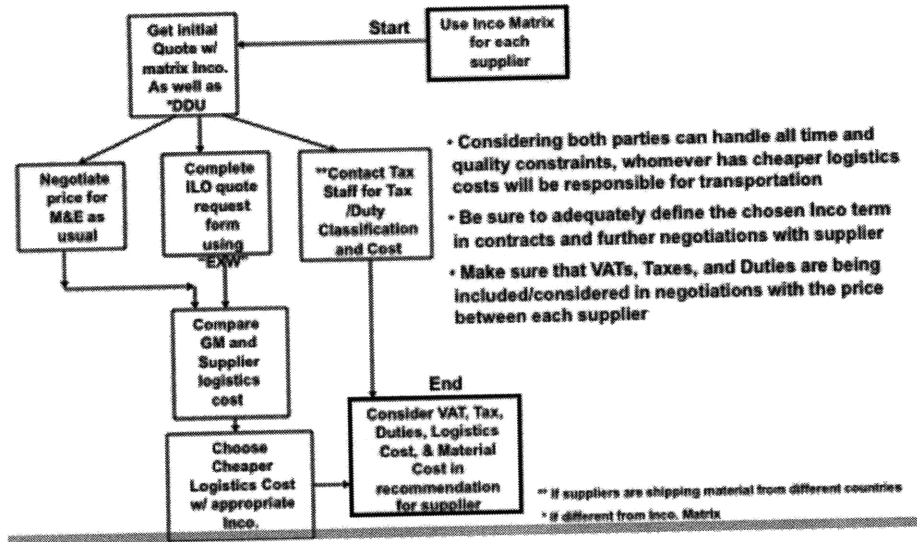 Start
Use Inco Matrix
for each
supplier
Get Initial
Quote w/
matrix Inco.
As well as
*DDU
Negotiate
price for
M&E as
usual
Complete
ILO quote
request
form
using
"EXW"
**Contact Tax
Staff for Tax
/Duty
Classification
and Cost
• Considering both parties can handle all time and
quality constraints, whomever has cheaper logistics
costs will be responsible for transportation
• Be sure to adequately define the chosen Inco term
in contracts and further negotiations with supplier
• Make sure that VATs, Taxes, and Duties are being
included/considered in negotiations with the price
between each supplier
Compare
GM and
Supplier
logistics
cost
Choose
Cheaper
Logistics Cost
w/ appropriate
Inco.
End
Consider VAT, Tax,
Duties, Logistics
Cost, & Material
Cost in
recommendation
for supplier
** If suppliers are shipping material from different countries
* if different from Inco. Matrix